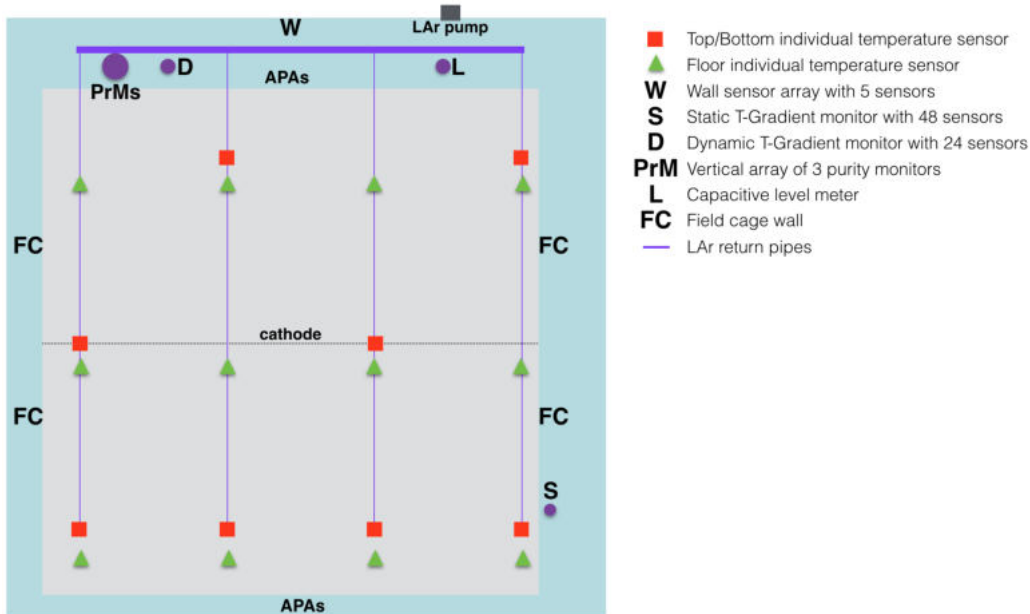 W
LAr pump
D
L
PrMs
APAs
FC
FC
cathode
FC
FC
S
APAs
Top/Bottom individual temperature sensor
Floor individual temperature sensor
W Wall sensor array with 5 sensors
S Static T-Gradient monitor with 48 sensors
D Dynamic T-Gradient monitor with 24 sensors
PrM Vertical array of 3 purity monitors
L Capacitive level meter
FC Field cage wall
LAr return pipes